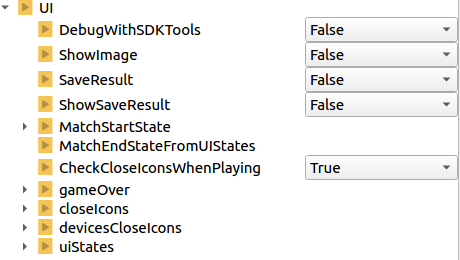 UI
DebugWithSDKTools False
ShowImage False
SaveResult False
ShowSaveResult False
MatchStartState
MatchEndStateFromUIStates
CheckCloseIconsWhenPlaying True
gameOver
closeIcons
devicesCloseIcons
uiStates